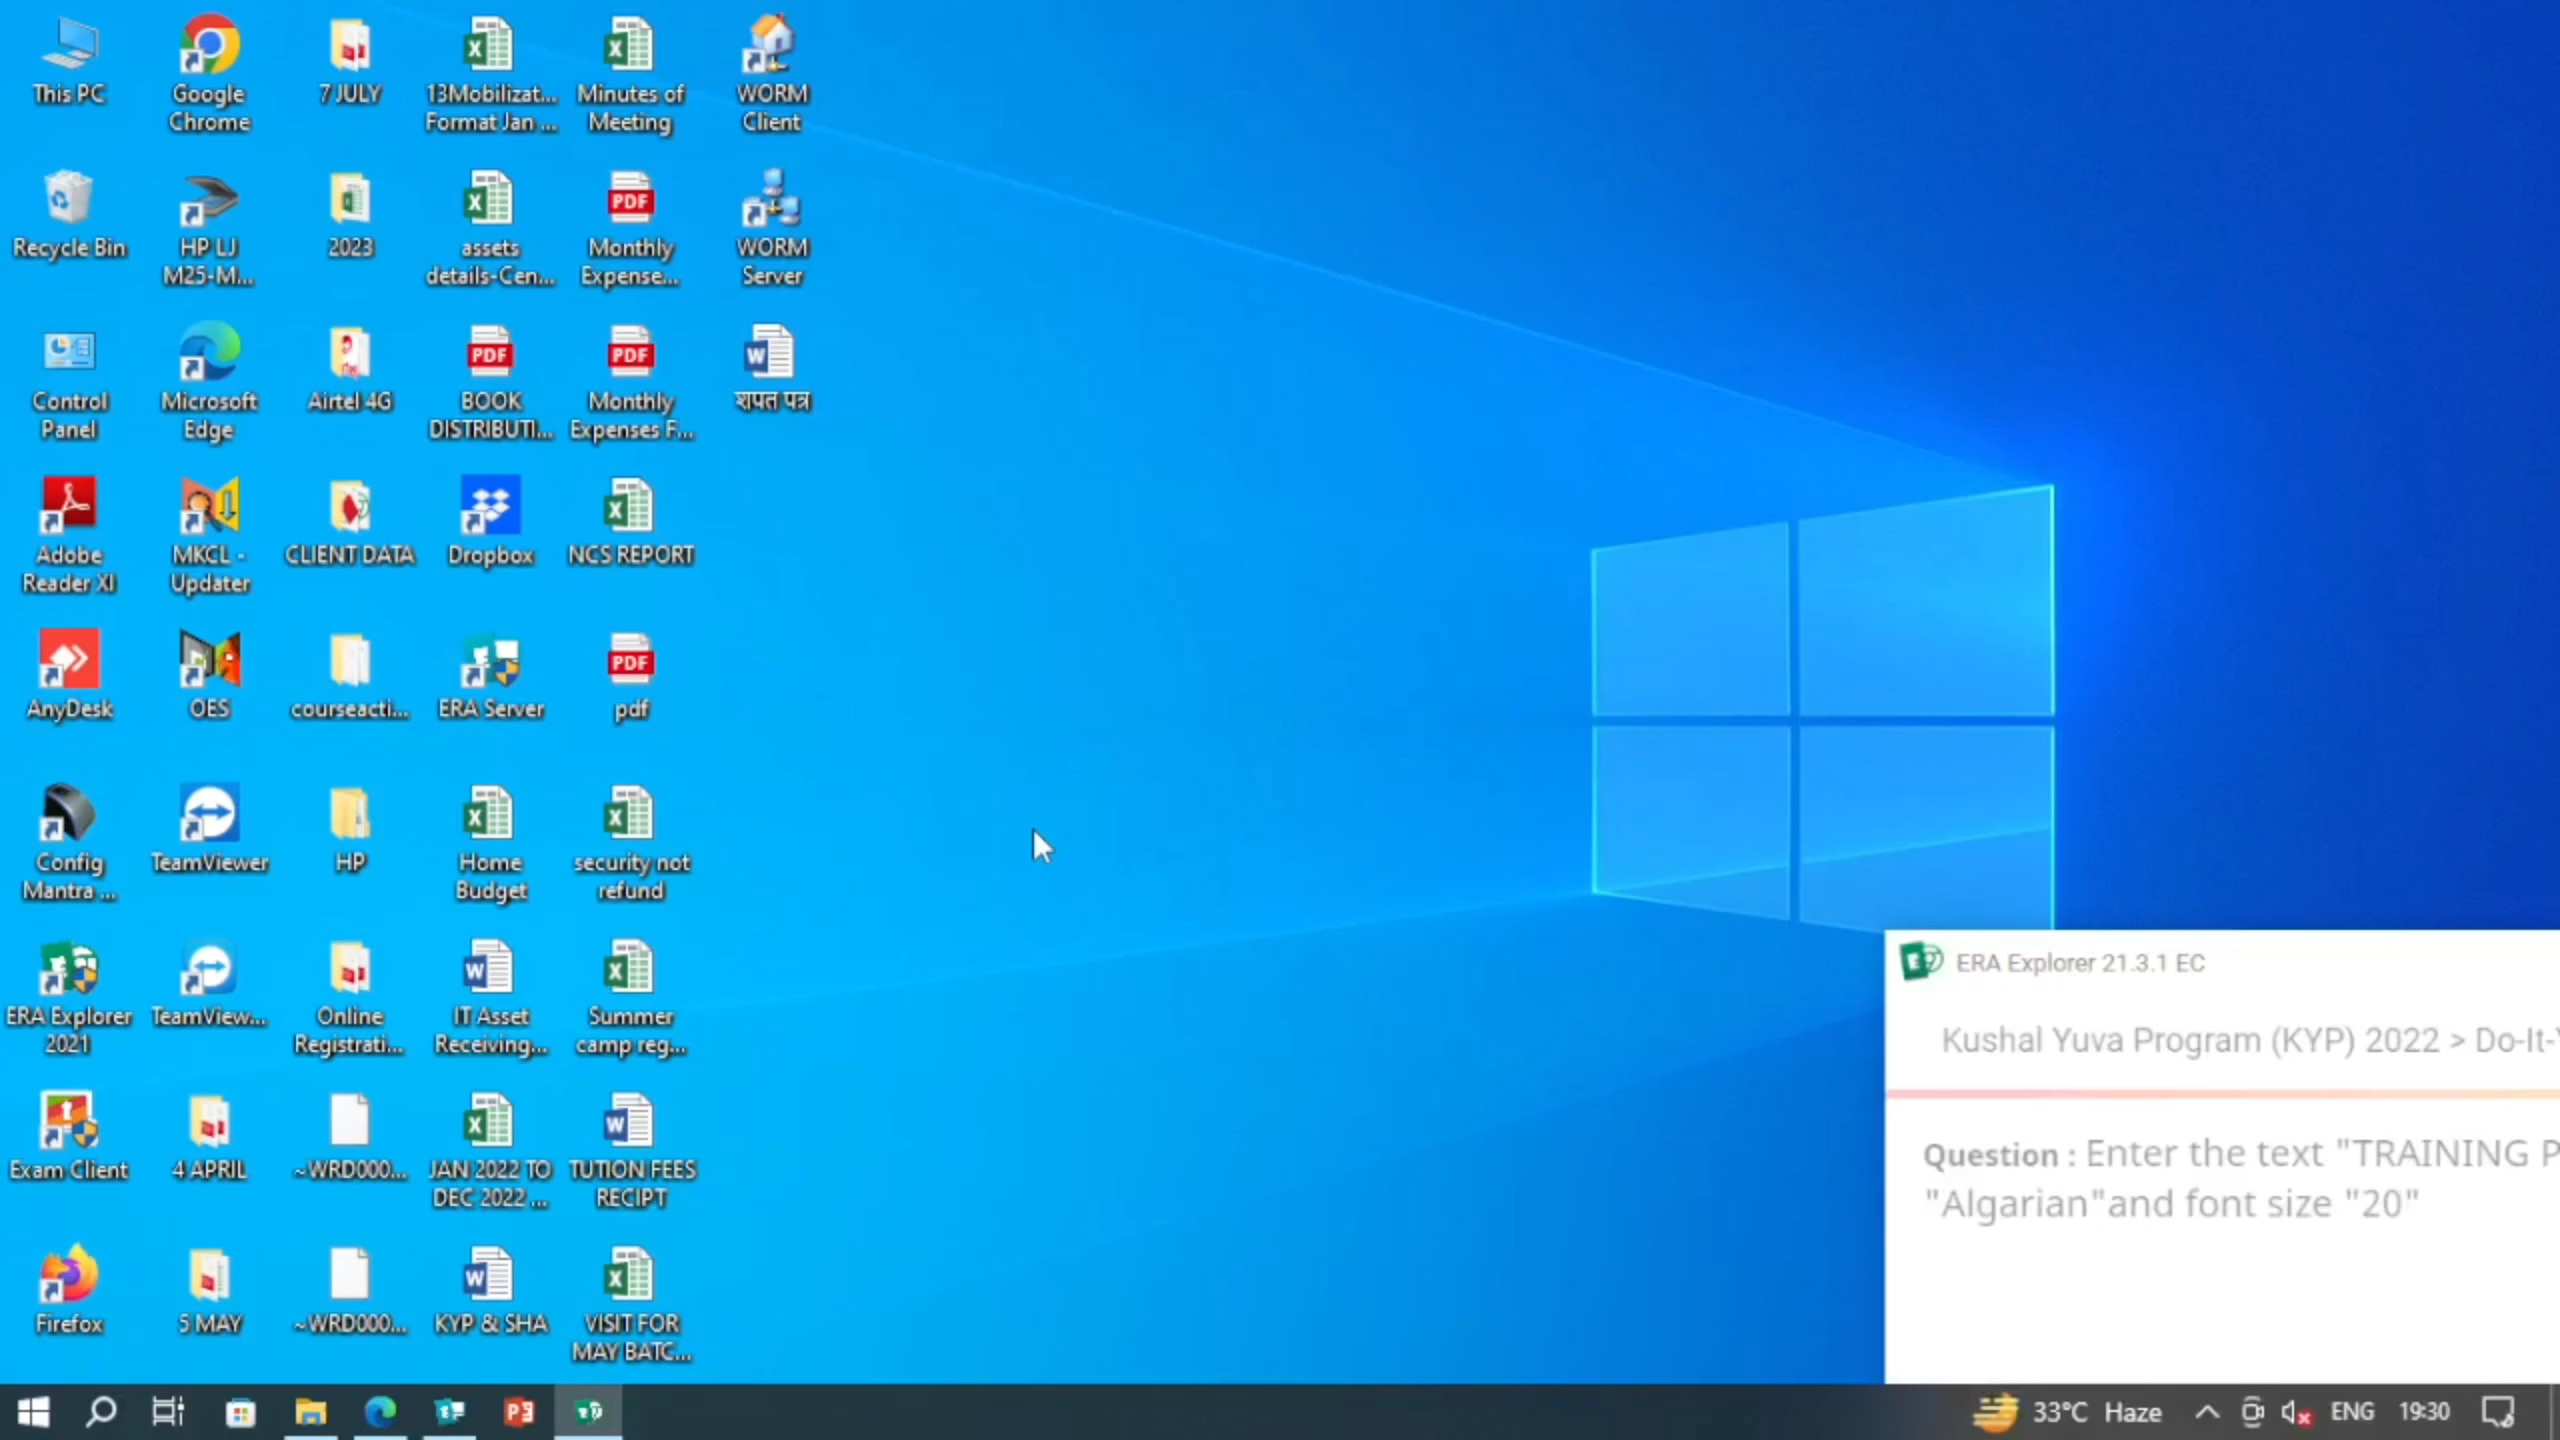 This PC
Google
Chrome
7 JULY
13Mobilizat...
Format Jan ...
Minutes of
Meeting
WORM
Client
Recycle Bin
HP LJ
M25-M...
2023
assets
details-Cen...
PDF
Monthly
Expense...
WORM
Server
Control
Panel
Microsoft
Edge
Airtel 4G
PDF
BOOK
DISTRIBUTI...
PDF
Monthly
Expenses F...
शपत पत्र
Adobe
Reader XI
MKCL -
Updater
CLIENT DATA
Dropbox
NCS REPORT
AnyDesk
OES
courseacti...
ERA Server
PDF
pdf
Config
Mantra ...
TeamViewer
HP
Home
Budget
security not
refund
ERA Explorer
2021
TeamView...
Online
Registrati...
IT Asset
Receiving...
Summer
camp reg...
Exam Client
4 APRIL
~WRD000...
JAN 2022 TO
DEC 2022 ...
TUTION FEES
RECIPT
Firefox
5 MAY
~WRD000...
KYP & SHA
VISIT FOR
MAY BATC...
ERA Explorer 21.3.1 EC
Kushal Yuva Program (KYP) 2022 > Do-It-
Question : Enter the text "TRAINING P
"Algarian"and font size "20"
33°C Haze
ENG
19:30